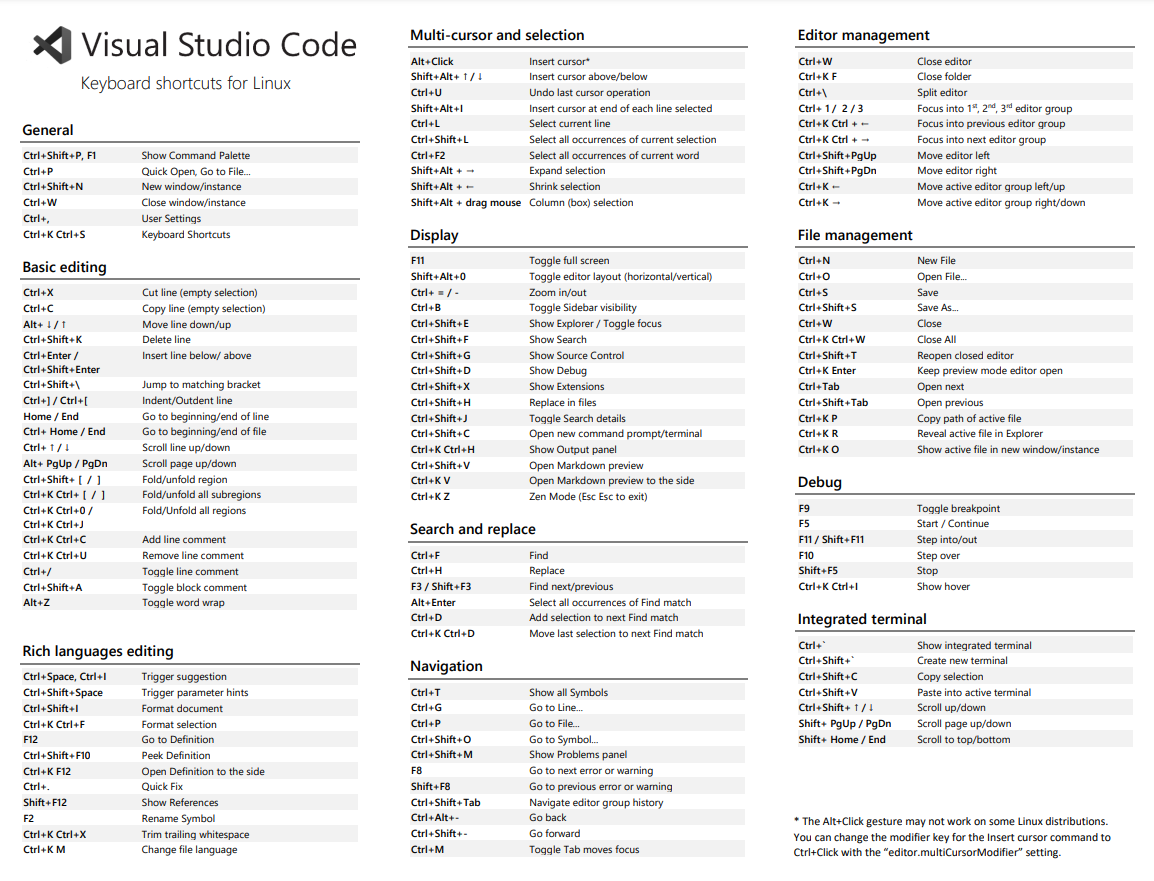 Visual Studio Code
Keyboard shortcuts for Linux
General
Ctrl+Shift+P, F1 Show Command Palette
Ctrl+P Quick Open, Go to File...
Ctrl+Shift+N New window/instance
Ctrl+W Close window/instance
Ctrl+, User Settings
Ctrl+K Ctrl+S Keyboard Shortcuts
Basic editing
Ctrl+X Cut line (empty selection)
Ctrl+C Copy line (empty selection)
Alt+ ↓ / ↑ Move line down/up
Ctrl+Shift+K Delete line
Ctrl+Enter / Insert line below/ above
Ctrl+Shift+Enter
Ctrl+Shift+\ Jump to matching bracket
Ctrl+] / Ctrl+[ Indent/Outdent line
Home / End Go to beginning/end of line
Ctrl+ Home / End Go to beginning/end of file
Ctrl+ ↑ / ↓ Scroll line up/down
Alt+ PgUp / PgDn Scroll page up/down
Ctrl+Shift+ [ / ] Fold/unfold region
Ctrl+K Ctrl+ [ / ] Fold/unfold all subregions
Ctrl+K Ctrl+0 / Fold/Unfold all regions
Ctrl+K Ctrl+J
Ctrl+K Ctrl+C Add line comment
Ctrl+K Ctrl+U Remove line comment
Ctrl+/ Toggle line comment
Ctrl+Shift+A Toggle block comment
Alt+Z Toggle word wrap
Rich languages editing
Ctrl+Space, Ctrl+I Trigger suggestion
Ctrl+Shift+Space Trigger parameter hints
Ctrl+Shift+I Format document
Ctrl+K Ctrl+F Format selection
F12 Go to Definition
Ctrl+Shift+F10 Peek Definition
Ctrl+K F12 Open Definition to the side
Ctrl+. Quick Fix
Shift+F12 Show References
F2 Rename Symbol
Ctrl+K Ctrl+X Trim trailing whitespace
Ctrl+K M Change file language
Multi-cursor and selection
Alt+Click Insert cursor*
Shift+Alt+ ↑ / ↓ Insert cursor above/below
Ctrl+U Undo last cursor operation
Shift+Alt+I Insert cursor at end of each line selected
Ctrl+L Select current line
Ctrl+Shift+L Select all occurrences of current selection
Ctrl+F2 Select all occurrences of current word
Shift+Alt + → Expand selection
Shift+Alt + ← Shrink selection
Shift+Alt + drag mouse Column (box) selection
Display
F11 Toggle full screen
Shift+Alt+0 Toggle editor layout (horizontal/vertical)
Ctrl+ = / - Zoom in/out
Ctrl+B Toggle Sidebar visibility
Ctrl+Shift+E Show Explorer / Toggle focus
Ctrl+Shift+F Show Search
Ctrl+Shift+G Show Source Control
Ctrl+Shift+D Show Debug
Ctrl+Shift+X Show Extensions
Ctrl+Shift+H Replace in files
Ctrl+Shift+J Toggle Search details
Ctrl+Shift+C Open new command prompt/terminal
Ctrl+K Ctrl+H Show Output panel
Ctrl+Shift+V Open Markdown preview
Ctrl+K V Open Markdown preview to the side
Ctrl+K Z Zen Mode (Esc Esc to exit)
Search and replace
Ctrl+F Find
Ctrl+H Replace
F3 / Shift+F3 Find next/previous
Alt+Enter Select all occurrences of Find match
Ctrl+D Add selection to next Find match
Ctrl+K Ctrl+D Move last selection to next Find match
Navigation
Ctrl+T Show all Symbols
Ctrl+G Go to Line...
Ctrl+P Go to File...
Ctrl+Shift+O Go to Symbol...
Ctrl+Shift+M Show Problems panel
F8 Go to next error or warning
Shift+F8 Go to previous error or warning
Ctrl+Shift+Tab Navigate editor group history
Ctrl+Alt+- Go back
Ctrl+Shift+- Go forward
Ctrl+M Toggle Tab moves focus
Editor management
Ctrl+W Close editor
Ctrl+K F Close folder
Ctrl+\ Split editor
Ctrl+ 1 / 2 / 3 Focus into 1st, 2nd, 3rd editor group
Ctrl+K Ctrl + ← Focus into previous editor group
Ctrl+K Ctrl + → Focus into next editor group
Ctrl+Shift+PgUp Move editor left
Ctrl+Shift+PgDn Move editor right
Ctrl+K ← Move active editor group left/up
Ctrl+K → Move active editor group right/down
File management
Ctrl+N New File
Ctrl+O Open File...
Ctrl+S Save
Ctrl+Shift+S Save As...
Ctrl+W Close
Ctrl+K Ctrl+W Close All
Ctrl+Shift+T Reopen closed editor
Ctrl+K Enter Keep preview mode editor open
Ctrl+Tab Open next
Ctrl+Shift+Tab Open previous
Ctrl+K P Copy path of active file
Ctrl+K R Reveal active file in Explorer
Ctrl+K O Show active file in new window/instance
Debug
F9 Toggle breakpoint
F5 Start / Continue
F11 / Shift+F11 Step into/out
F10 Step over
Shift+F5 Stop
Ctrl+K Ctrl+I Show hover
Integrated terminal
Ctrl+` Show integrated terminal
Ctrl+Shift+` Create new terminal
Ctrl+Shift+C Copy selection
Ctrl+Shift+V Paste into active terminal
Ctrl+Shift+ ↑ / ↓ Scroll up/down
Shift+ PgUp / PgDn Scroll page up/down
Shift+ Home / End Scroll to top/bottom
* The Alt+Click gesture may not work on some Linux distributions.
You can change the modifier key for the Insert cursor command to
Ctrl+Click with the “editor.multiCursorModifier” setting.